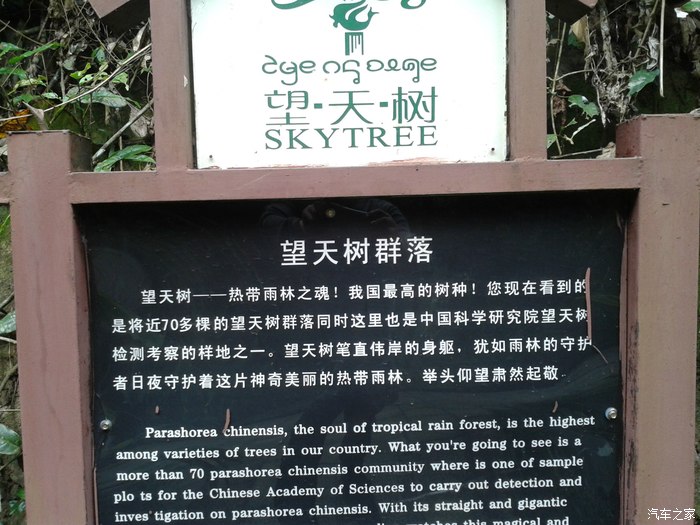 望·天·树
SKYTREE
望天树群落
望天树——热带雨林之魂！我国最高的树种！您现在看到的
是将近70多棵的望天树群落同时这里也是中国科学研究院望天树
检测考察的样地之一。望天树笔直伟岸的身躯，犹如雨林的守护
者日夜守护着这片神奇美丽的热带雨林。举头仰望肃然起敬.
Parashorea chinensis, the soul of tropical rain forest, is the highest
among varieties of trees in our country. What you're going to see is a
more than 70 parashorea chinensis community where is one of sample
plo ts for the Chinese Academy of Sciences to carry out detection and
inves tigation on parashorea chinensis. With its straight and gigantic
this magical and
汽车之家